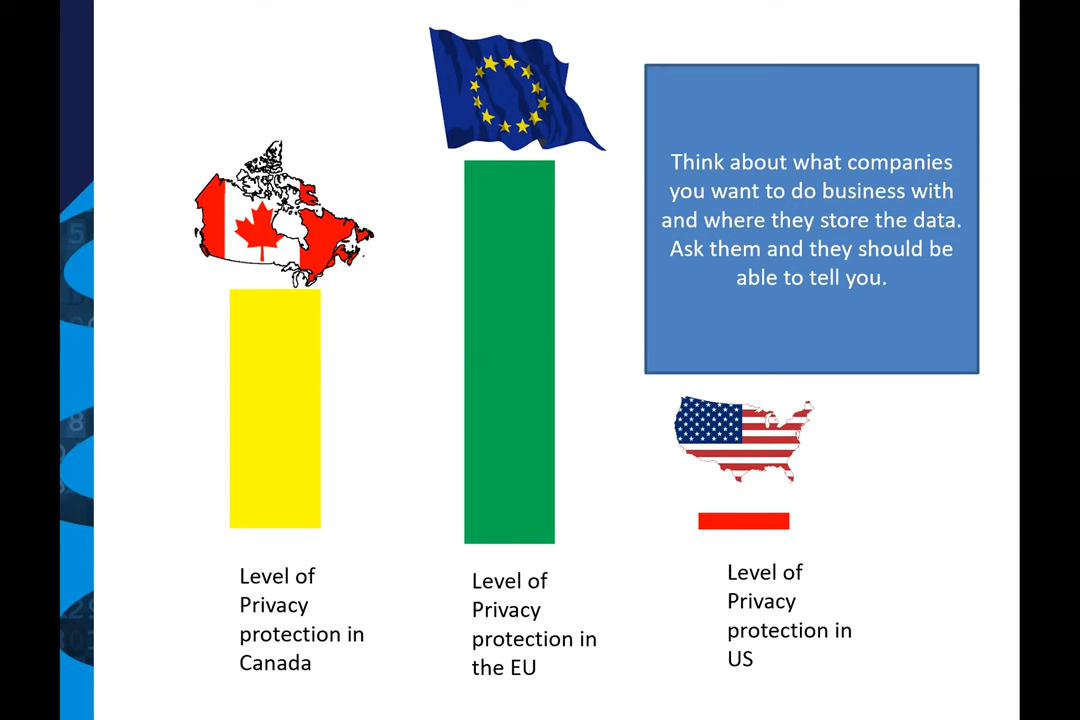 Think about what companies
you want to do business with
and where they store the data.
Ask them and they should be
able to tell you.
Level of
Privacy
protection in
Canada
Level of
Privacy
protection in
the EU
Level of
Privacy
protection in
US